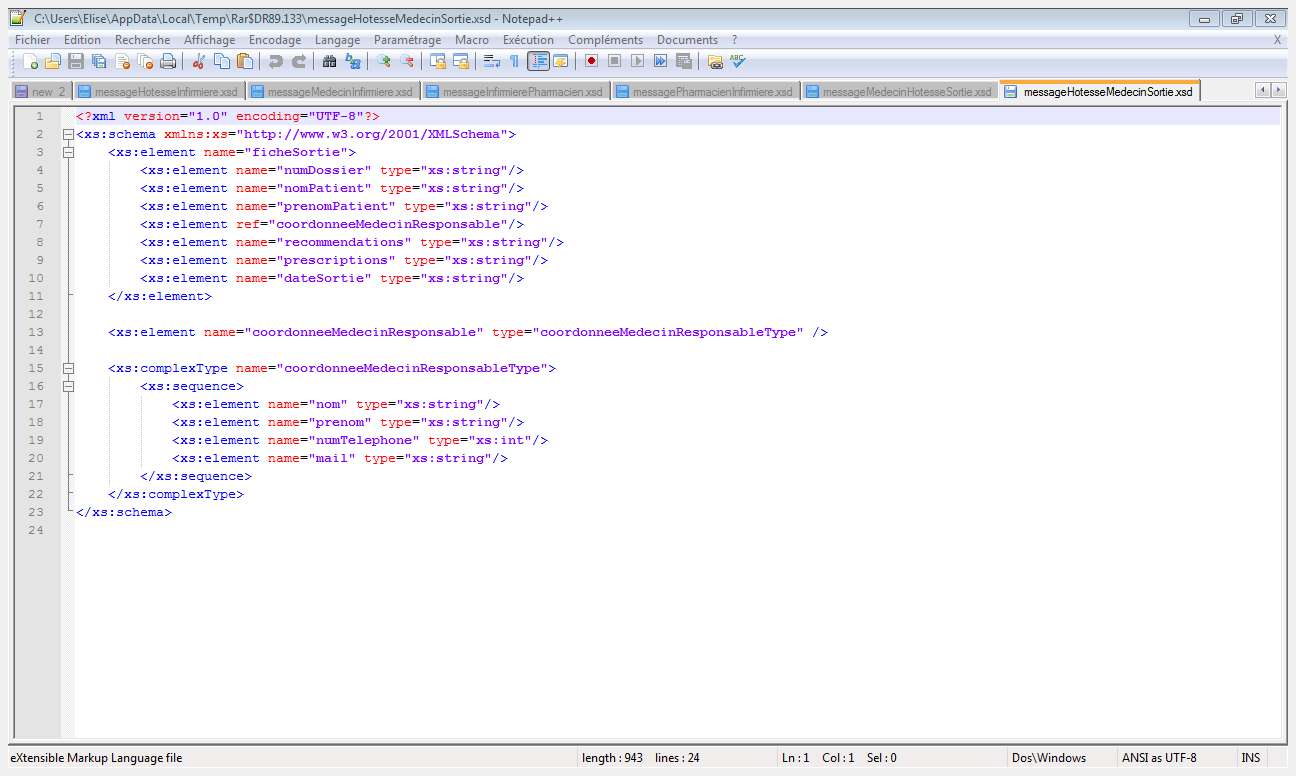 C:\Users\Elise\AppData\Local\Temp\Rar$DR89.133\messageHotesseMedecinSortie.xsd - Notepad++
Fichier Edition Recherche Affichage Encodage Langage Paramétrage Macro Exécution Compléments Documents ? X
new 2 messageHotesseInfirmiere.xsd messageMedecinInfirmiere.xsd messageInfirmierePharmacien.xsd messagePharmacienInfirmiere.xsd messageMedecinHotesseSortie.xsd messageHotesseMedecinSortie.xsd
1 <?xml version="1.0" encoding="UTF-8"?>
2 <xs:schema xmlns:xs="http://www.w3.org/2001/XMLSchema">
3 <xs:element name="ficheSortie">
4 <xs:element name="numDossier" type="xs:string"/>
5 <xs:element name="nomPatient" type="xs:string"/>
6 <xs:element name="prenomPatient" type="xs:string"/>
7 <xs:element ref="coordonneeMedecinResponsable"/>
8 <xs:element name="recommendations" type="xs:string"/>
9 <xs:element name="prescriptions" type="xs:string"/>
10 <xs:element name="dateSortie" type="xs:string"/>
11 </xs:element>
12
13 <xs:element name="coordonneeMedecinResponsable" type="coordonneeMedecinResponsableType" />
14
15 <xs:complexType name="coordonneeMedecinResponsableType">
16 <xs:sequence>
17 <xs:element name="nom" type="xs:string"/>
18 <xs:element name="prenom" type="xs:string"/>
19 <xs:element name="numTelephone" type="xs:int"/>
20 <xs:element name="mail" type="xs:string"/>
21 </xs:sequence>
22 </xs:complexType>
23 </xs:schema>
24
eXtensible Markup Language file length : 943 lines : 24 Ln : 1 Col : 1 Sel : 0 Dos\Windows ANSI as UTF-8 INS